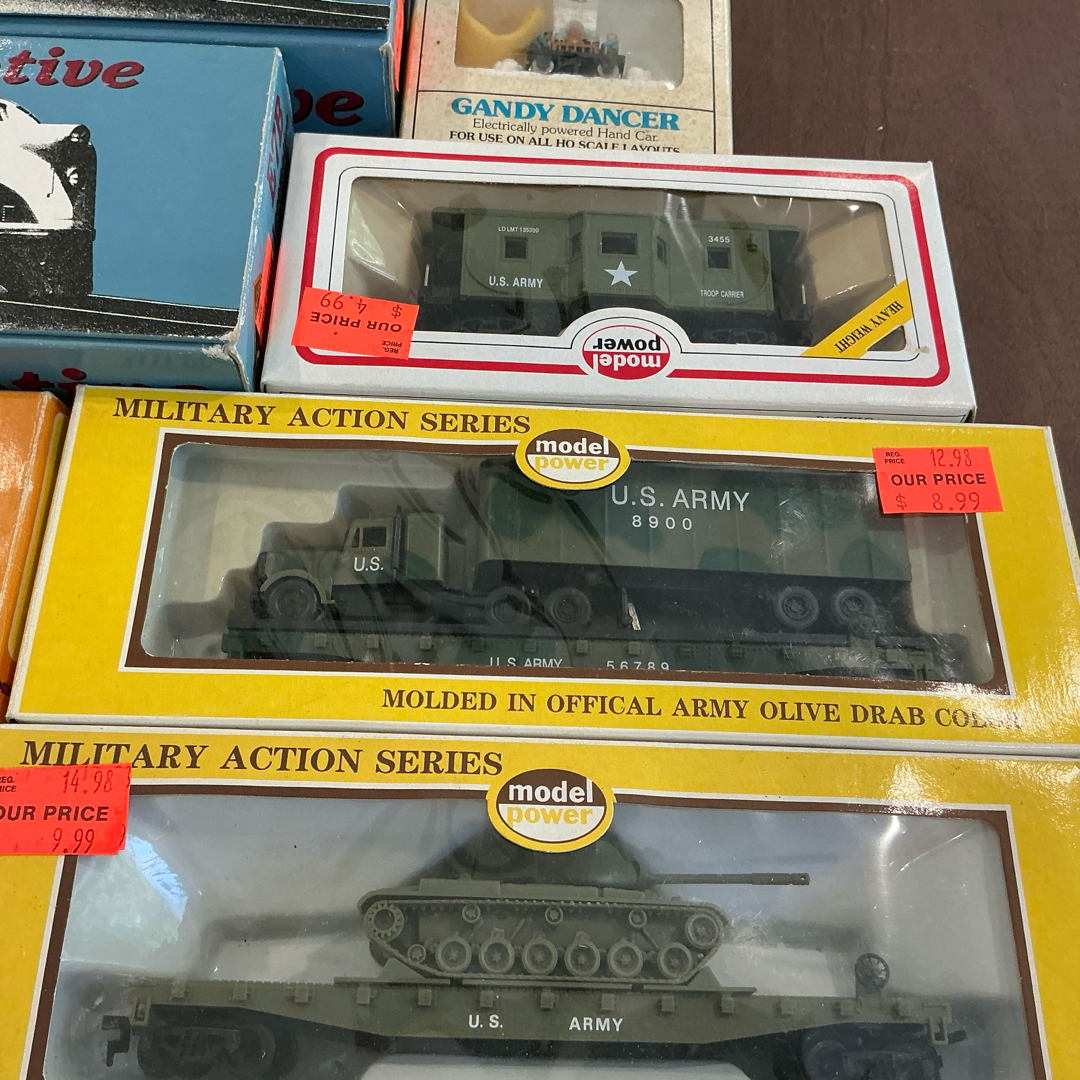 tive
ve
GANDY DANCER
Electrically powered Hand Car.
FOR USE ON ALL HO SCALE LAYOUTS
LD LMT 135000
3455
U.S. ARMY
TROOP CARRIER
REG.
PRICE
OUR PRICE
$ 4.99
model
power
HEAVY WEIGHT
MILITARY ACTION SERIES
model
power
REG.
PRICE 12.98
OUR PRICE
$ 8.99
U.S. ARMY
8900
U.S.
U.S. ARMY 56789
MOLDED IN OFFICAL ARMY OLIVE DRAB COLOR
MILITARY ACTION SERIES
model
power
14.98
OUR PRICE
9.99
U. S. ARMY